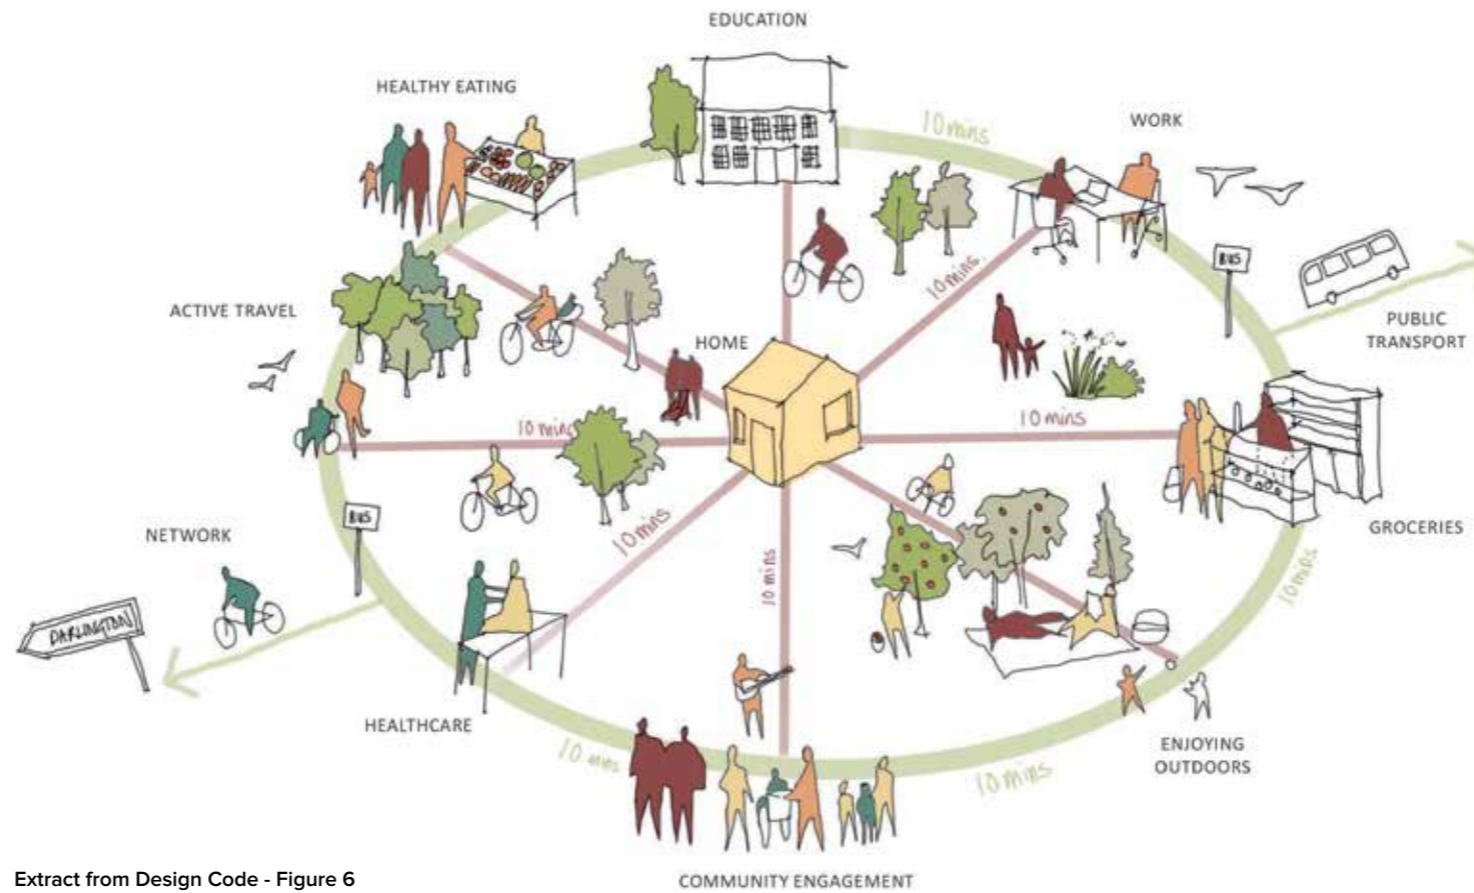 EDUCATION
HEALTHY EATING
10 mins
WORK
10 mins
BUS
ACTIVE TRAVEL
PUBLIC
TRANSPORT
HOME
10 mins
10 mins
BUS
10 mins
GROCERIES
NETWORK
10 mins
10 mins
DARLINGTON
HEALTHCARE
10 mins
10 mins
ENJOYING
OUTDOORS
Extract from Design Code - Figure 6
COMMUNITY ENGAGEMENT